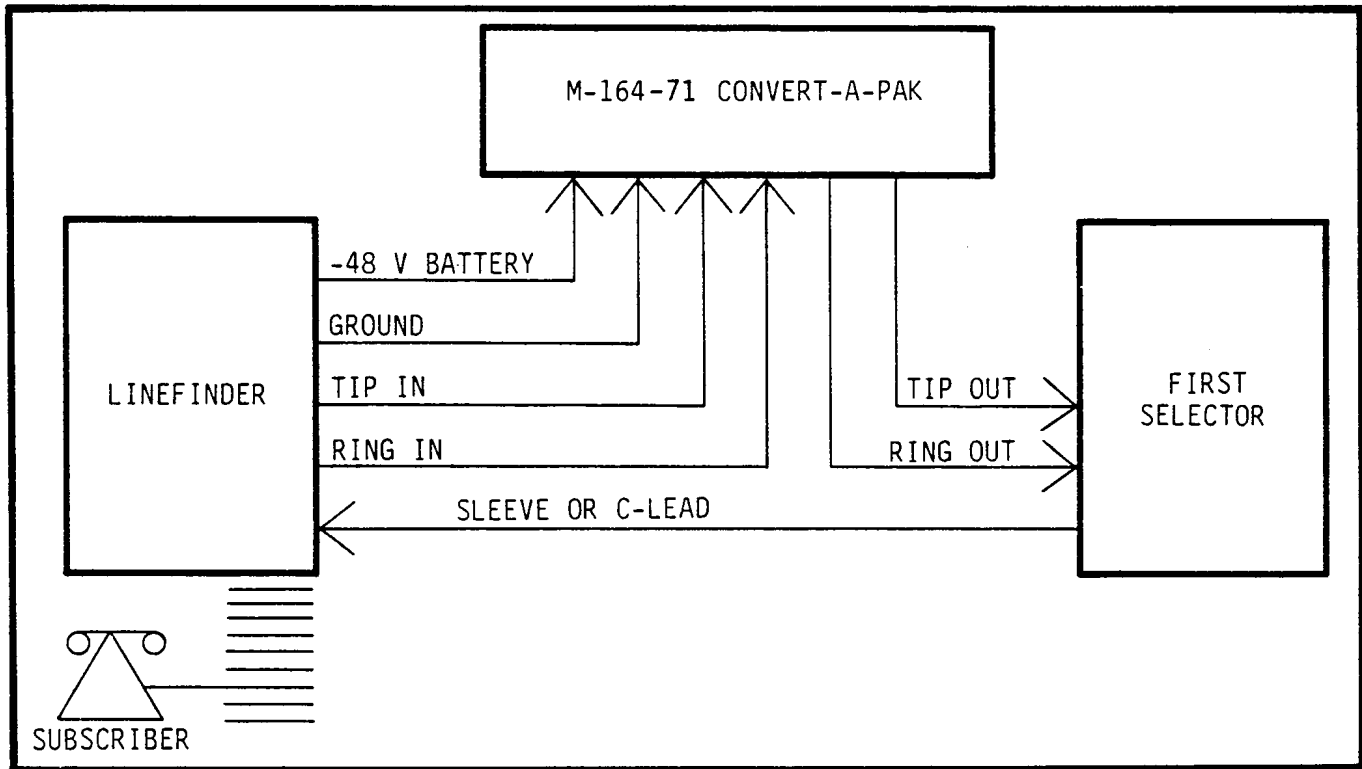 M-164-71 CONVERT-A-PAK
-48 V BATTERY
GROUND
TIP IN
RING IN
LINEFINDER
TIP OUT
RING OUT
FIRST
SELECTOR
SLEEVE OR C-LEAD
SUBSCRIBER